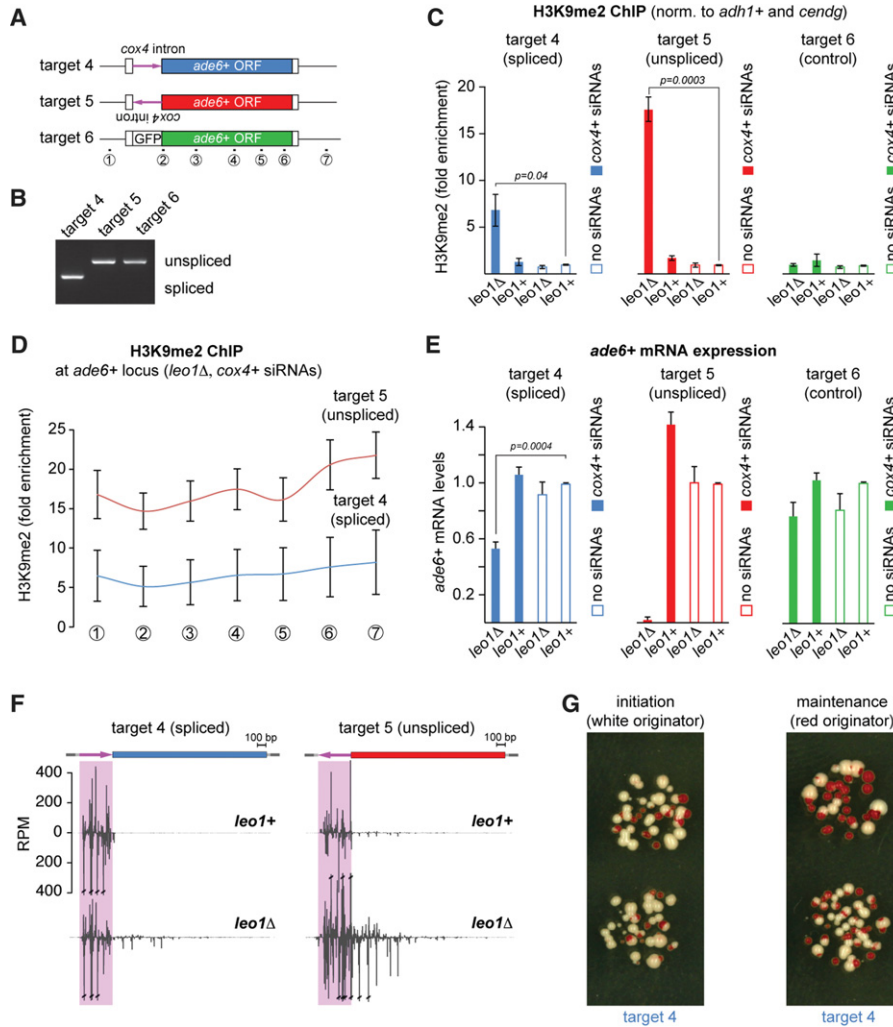 A
cox4 intron
target 4
ade6+ ORF
target 5
ade6+ ORF
cox4 intron
target 6
GFP
ade6+ ORF
① ② ③ ④ ⑤ ⑥ ⑦
B
target 4
target 5
target 6
unspliced
spliced
C
H3K9me2 ChIP (norm. to adh1+ and cendg)
target 4
(spliced)
target 5
(unspliced)
target 6
(control)
H3K9me2 (fold enrichment)
20
15
10
5
p=0.04
p=0.0003
leo1Δ leo1+ leo1Δ leo1+
no siRNAs cox4+ siRNAs
leo1Δ leo1+ leo1Δ leo1+
no siRNAs cox4+ siRNAs
leo1Δ leo1+ leo1Δ leo1+
no siRNAs cox4+ siRNAs
D
H3K9me2 ChIP
at ade6+ locus (leo1Δ, cox4+ siRNAs)
H3K9me2 (fold enrichment)
25
20
15
10
5
0
target 5
(unspliced)
target 4
(spliced)
① ② ③ ④ ⑤ ⑥ ⑦
E
ade6+ mRNA expression
target 4
(spliced)
target 5
(unspliced)
target 6
(control)
ade6+ mRNA levels
1.4
1.0
0.6
0.2
p=0.0004
leo1Δ leo1+ leo1Δ leo1+
no siRNAs cox4+ siRNAs
leo1Δ leo1+ leo1Δ leo1+
no siRNAs cox4+ siRNAs
leo1Δ leo1+ leo1Δ leo1+
no siRNAs cox4+ siRNAs
F
target 4 (spliced)
100 bp
target 5 (unspliced)
100 bp
RPM
400
200
0
200
400
leo1+
leo1+
leo1Δ
leo1Δ
G
initiation
(white originator)
maintenance
(red originator)
target 4
target 4